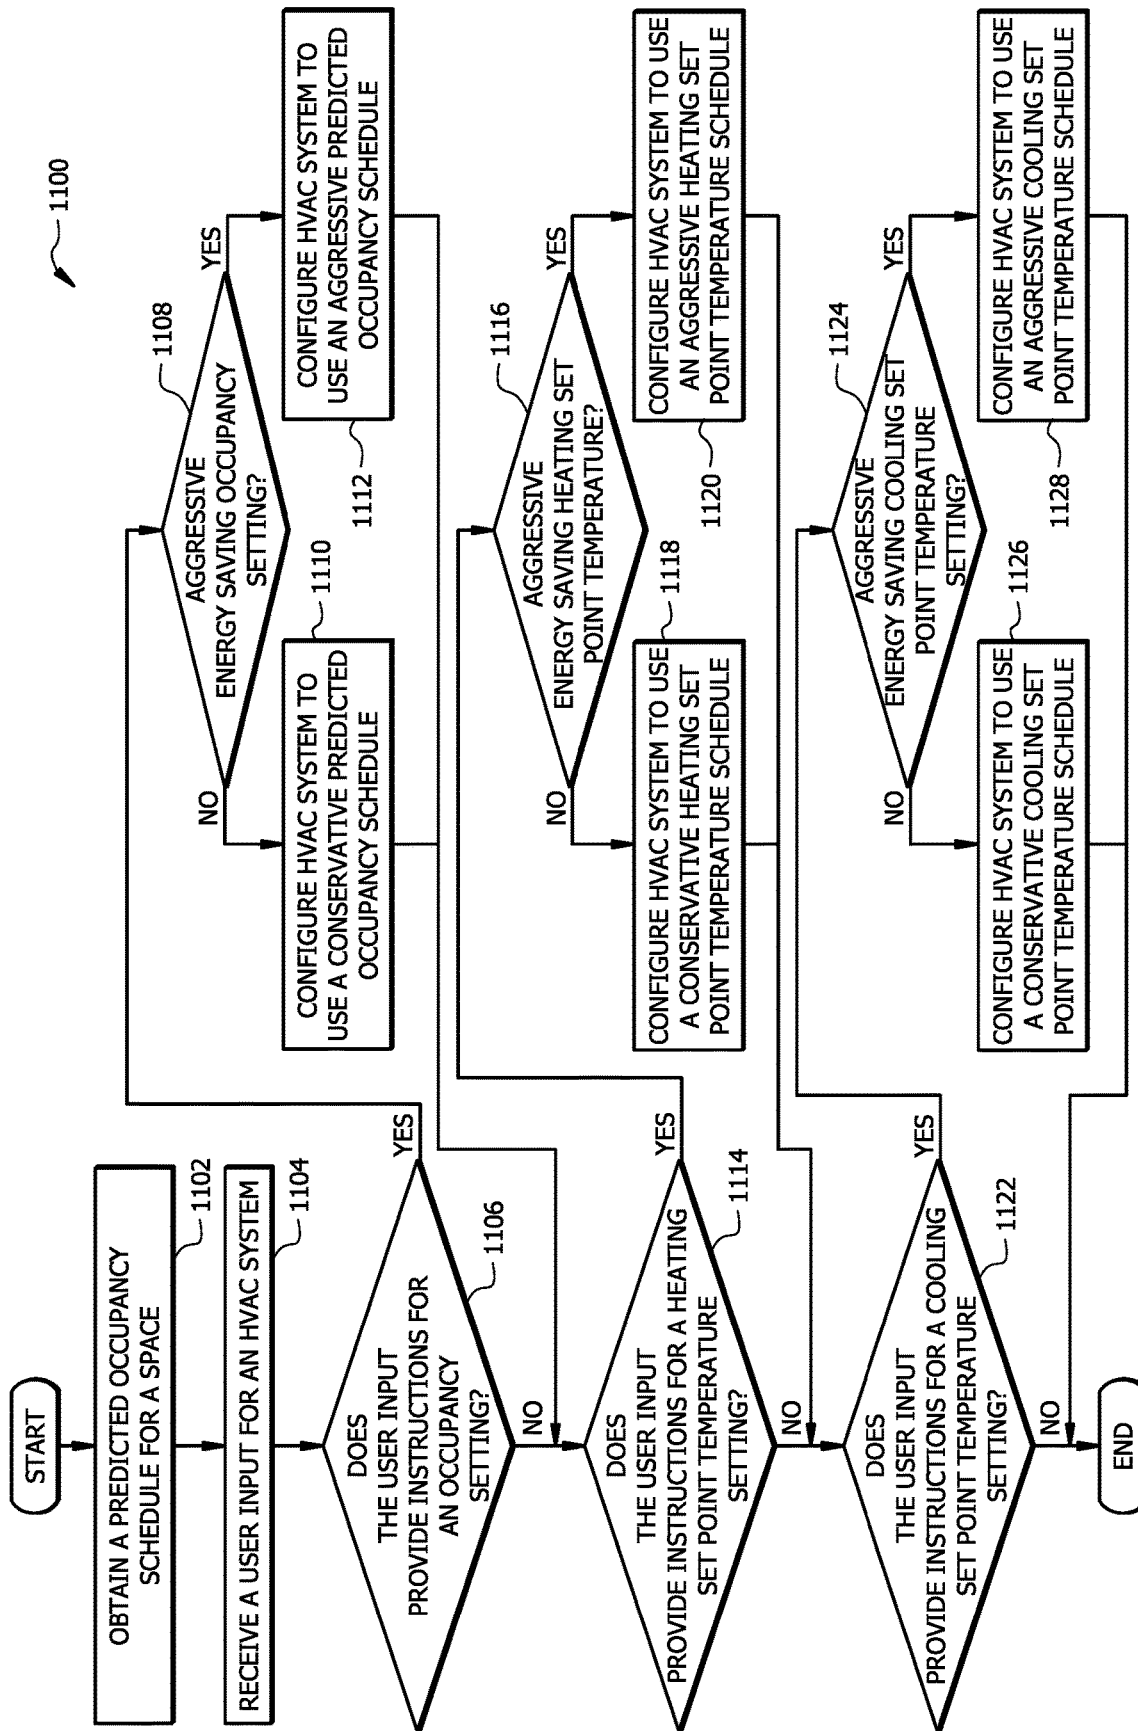 1100
START
OBTAIN A PREDICTED OCCUPANCY
SCHEDULE FOR A SPACE
1102
RECEIVE A USER INPUT FOR AN HVAC SYSTEM
1104
DOES
THE USER INPUT
PROVIDE INSTRUCTIONS FOR
AN OCCUPANCY
SETTING?
1106
YES
NO
AGGRESSIVE
ENERGY SAVING OCCUPANCY
SETTING?
1108
NO
YES
CONFIGURE HVAC SYSTEM TO
USE A CONSERVATIVE PREDICTED
OCCUPANCY SCHEDULE
1110
CONFIGURE HVAC SYSTEM TO
USE AN AGGRESSIVE PREDICTED
OCCUPANCY SCHEDULE
1112
DOES
THE USER INPUT
PROVIDE INSTRUCTIONS FOR A HEATING
SET POINT TEMPERATURE
SETTING?
1114
YES
NO
AGGRESSIVE
ENERGY SAVING HEATING SET
POINT TEMPERATURE?
1116
NO
YES
CONFIGURE HVAC SYSTEM TO USE
A CONSERVATIVE HEATING SET
POINT TEMPERATURE SCHEDULE
1118
CONFIGURE HVAC SYSTEM TO USE
AN AGGRESSIVE HEATING SET
POINT TEMPERATURE SCHEDULE
1120
DOES
THE USER INPUT
PROVIDE INSTRUCTIONS FOR A COOLING
SET POINT TEMPERATURE
SETTING?
1122
YES
NO
AGGRESSIVE
ENERGY SAVING COOLING SET
POINT TEMPERATURE
SETTING?
1124
NO
YES
CONFIGURE HVAC SYSTEM TO USE
A CONSERVATIVE COOLING SET
POINT TEMPERATURE SCHEDULE
1126
CONFIGURE HVAC SYSTEM TO USE
AN AGGRESSIVE COOLING SET
POINT TEMPERATURE SCHEDULE
1128
END